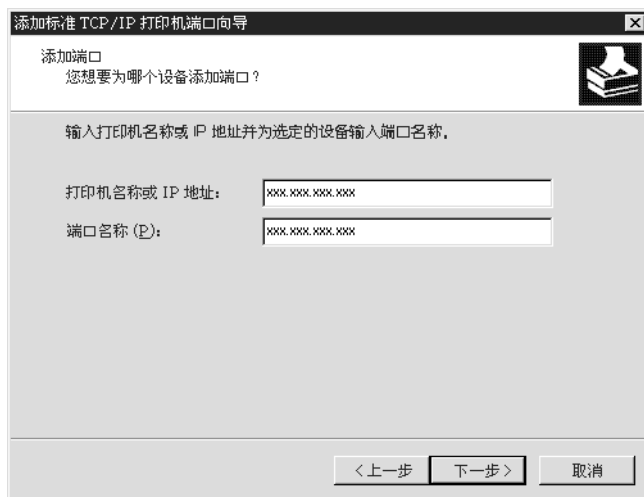 添加标准 TCP/IP 打印机端口向导
添加端口
您想要为哪个设备添加端口？
输入打印机名称或 IP 地址并为选定的设备输入端口名称。
打印机名称或 IP 地址: xxx.xxx.xxx.xxx
端口名称(P): xxx.xxx.xxx.xxx
<上一步 下一步> 取消